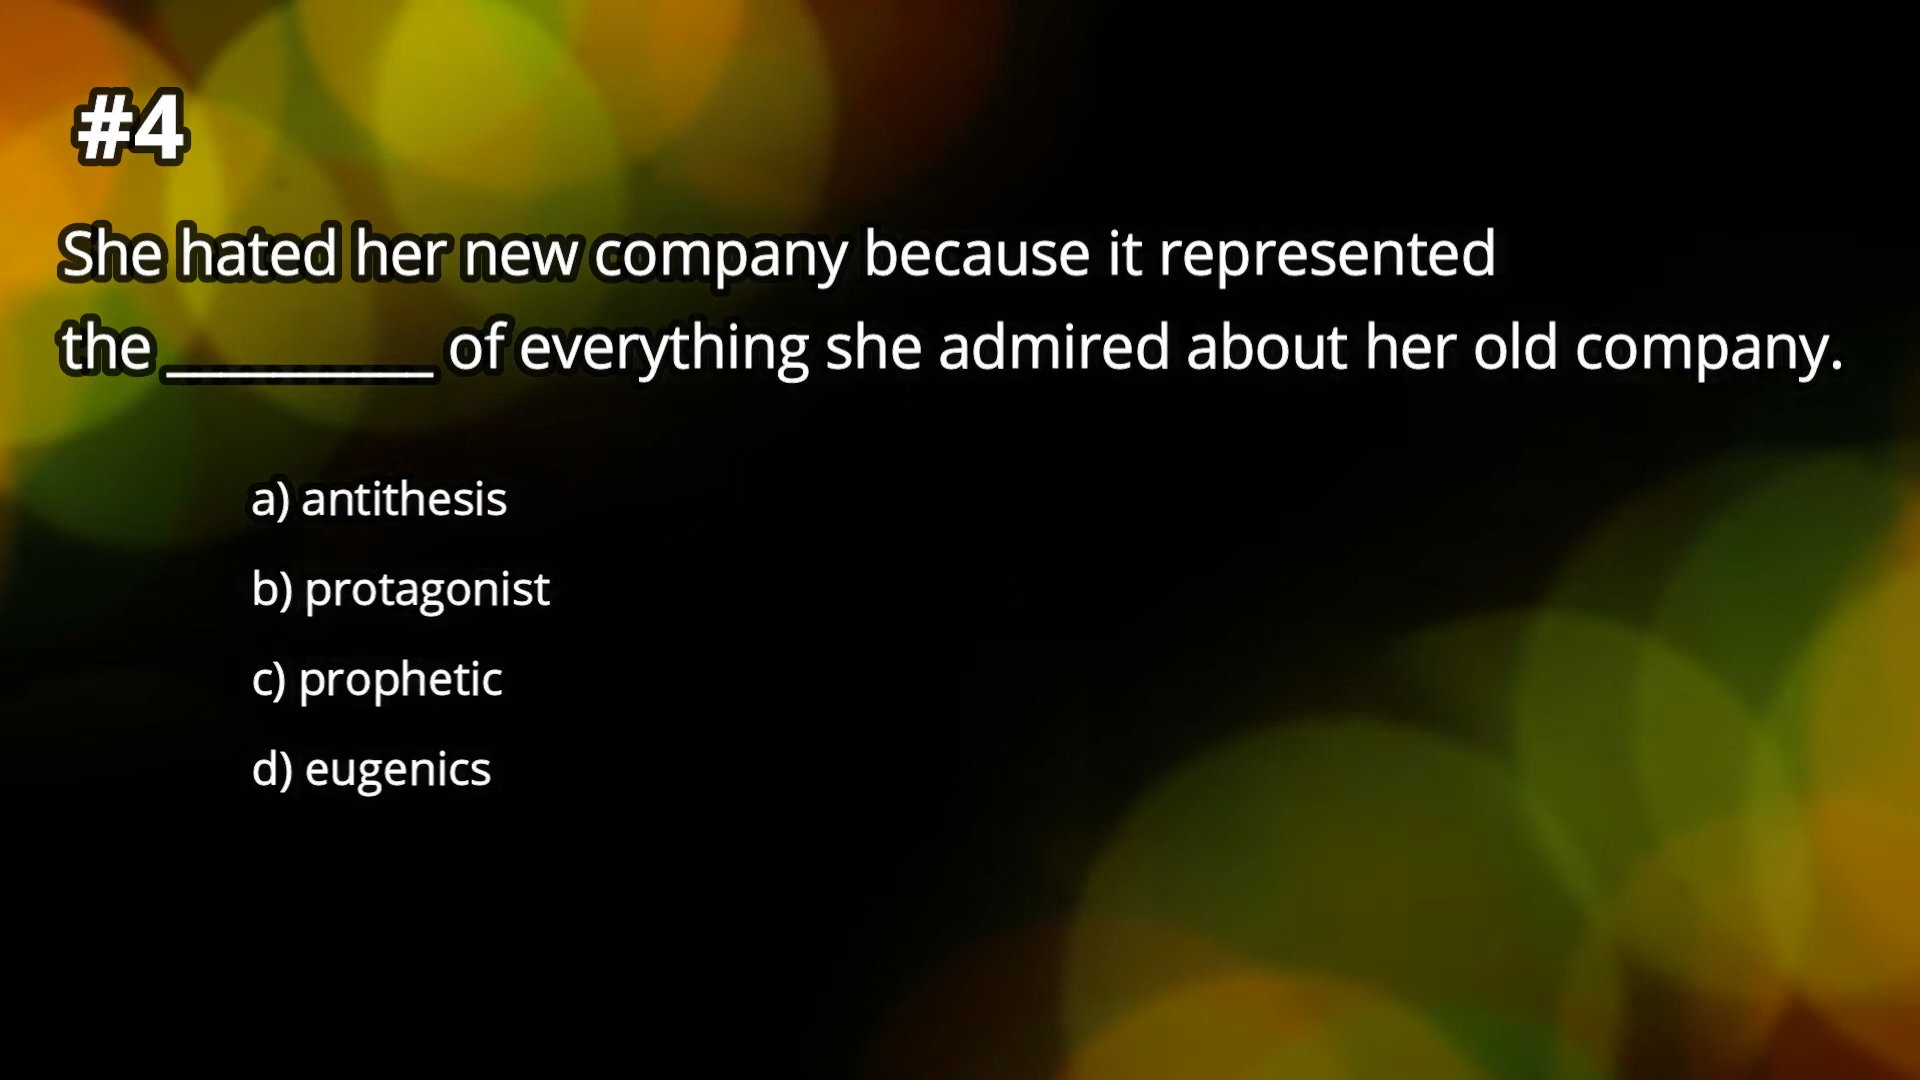 #4
She hated her new company because it represented
the __________ of everything she admired about her old company.
a) antithesis
b) protagonist
c) prophetic
d) eugenics